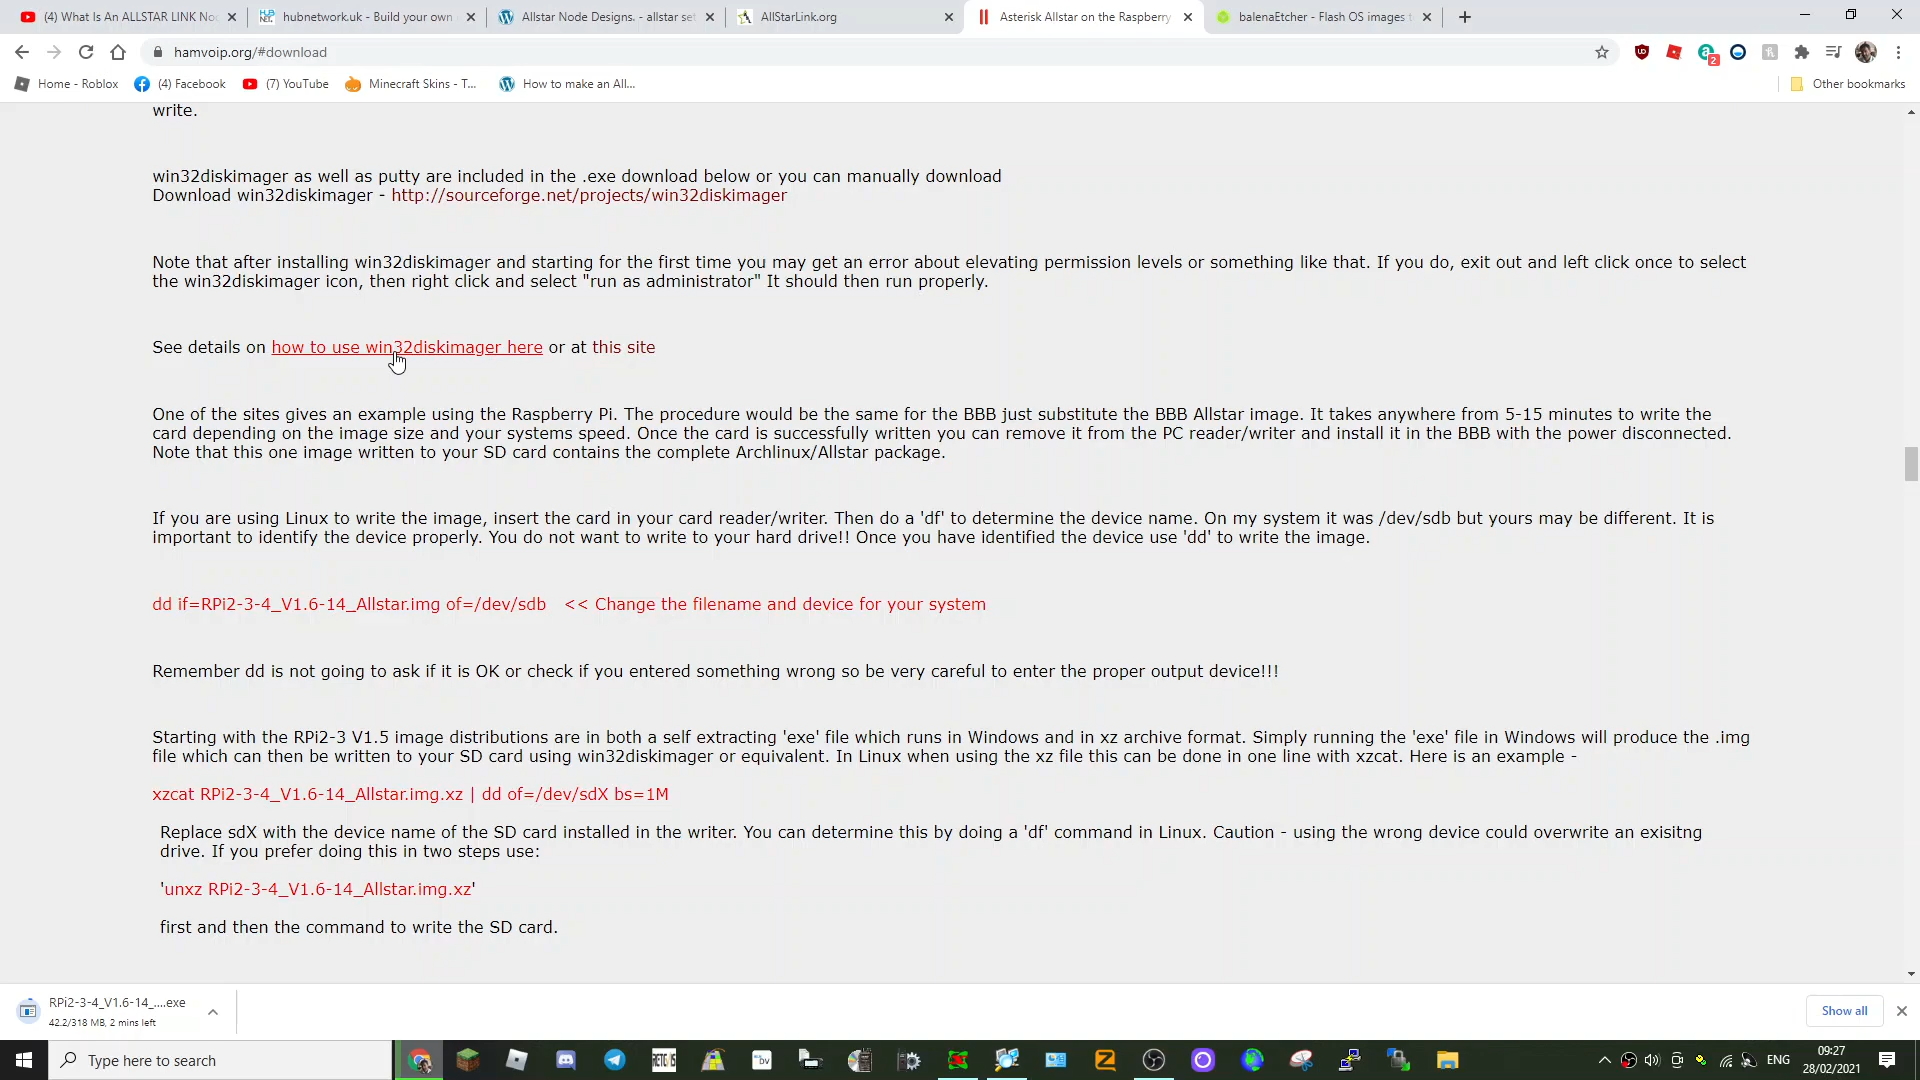 (4) What Is An ALLSTAR LINK No
hubnetwork.uk - Build your own
Allstar Node Designs. - allstar set
AllStarLink.org
Asterisk Allstar on the Raspberry
balenaEtcher - Flash OS images t
hamvoip.org/#download
Home - Roblox
(4) Facebook
(7) YouTube
Minecraft Skins - T...
How to make an All...
Other bookmarks
write.
win32diskimager as well as putty are included in the .exe download below or you can manually download
Download win32diskimager - http://sourceforge.net/projects/win32diskimager
Note that after installing win32diskimager and starting for the first time you may get an error about elevating permission levels or something like that. If you do, exit out and left click once to select
the win32diskimager icon, then right click and select "run as administrator" It should then run properly.
See details on how to use win32diskimager here or at this site
One of the sites gives an example using the Raspberry Pi. The procedure would be the same for the BBB just substitute the BBB Allstar image. It takes anywhere from 5-15 minutes to write the
card depending on the image size and your systems speed. Once the card is successfully written you can remove it from the PC reader/writer and install it in the BBB with the power disconnected.
Note that this one image written to your SD card contains the complete Archlinux/Allstar package.
If you are using Linux to write the image, insert the card in your card reader/writer. Then do a 'df' to determine the device name. On my system it was /dev/sdb but yours may be different. It is
important to identify the device properly. You do not want to write to your hard drive!! Once you have identified the device use 'dd' to write the image.
dd if=RPi2-3-4_V1.6-14_Allstar.img of=/dev/sdb << Change the filename and device for your system
Remember dd is not going to ask if it is OK or check if you entered something wrong so be very careful to enter the proper output device!!!
Starting with the RPi2-3 V1.5 image distributions are in both a self extracting 'exe' file which runs in Windows and in xz archive format. Simply running the 'exe' file in Windows will produce the .img
file which can then be written to your SD card using win32diskimager or equivalent. In Linux when using the xz file this can be done in one line with xzcat. Here is an example -
xzcat RPi2-3-4_V1.6-14_Allstar.img.xz | dd of=/dev/sdX bs=1M
Replace sdX with the device name of the SD card installed in the writer. You can determine this by doing a 'df' command in Linux. Caution - using the wrong device could overwrite an exisitng
drive. If you prefer doing this in two steps use:
'unxz RPi2-3-4_V1.6-14_Allstar.img.xz'
first and then the command to write the SD card.
RPi2-3-4_V1.6-14_....exe
42.2/318 MB, 2 mins left
Show all
Type here to search
ENG
09:27
28/02/2021